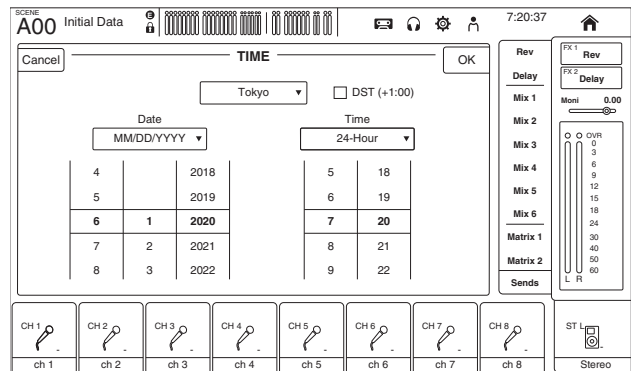 SCENE
A00 Initial Data E 7:20:37
Cancel TIME OK
Tokyo ▼ DST (+1:00)
Date Time
MM/DD/YYYY ▼ 24-Hour ▼
4 2018 5 18
5 2019 6 19
6 1 2020 7 20
7 2 2021 8 21
8 3 2022 9 22
Rev
Delay
Mix 1
Mix 2
Mix 3
Mix 4
Mix 5
Mix 6
Matrix 1
Matrix 2
Sends
FX 1 Rev
FX 2 Delay
Moni 0.00
OVR
0
3
6
9
12
15
18
24
30
40
50
60
L R
CH 1 CH 2 CH 3 CH 4 CH 5 CH 6 CH 7 CH 8 ST L
ch 1 ch 2 ch 3 ch 4 ch 5 ch 6 ch 7 ch 8 Stereo